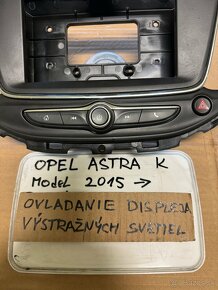 OPEL ASTRA K
Model 2015 →
OVLADANIE DISPLEJA
VÝSTRAŽNÝCH SVETIEL